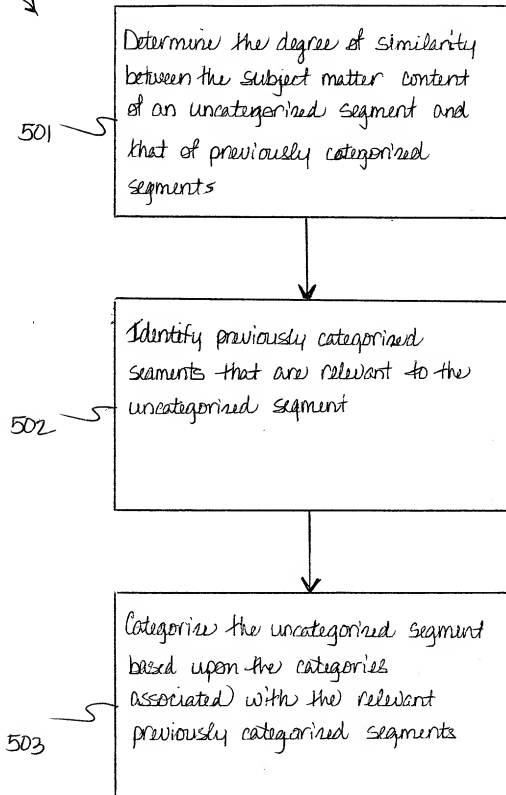 Determine the degree of similarity
between the subject matter content
of an uncategorized segment and
that of previously categorized
segments
501
Identify previously categorized
segments that are relevant to the
uncategorized segment
502
Categorize the uncategorized segment
based upon the categories
associated with the relevant
previously categorized segments
503